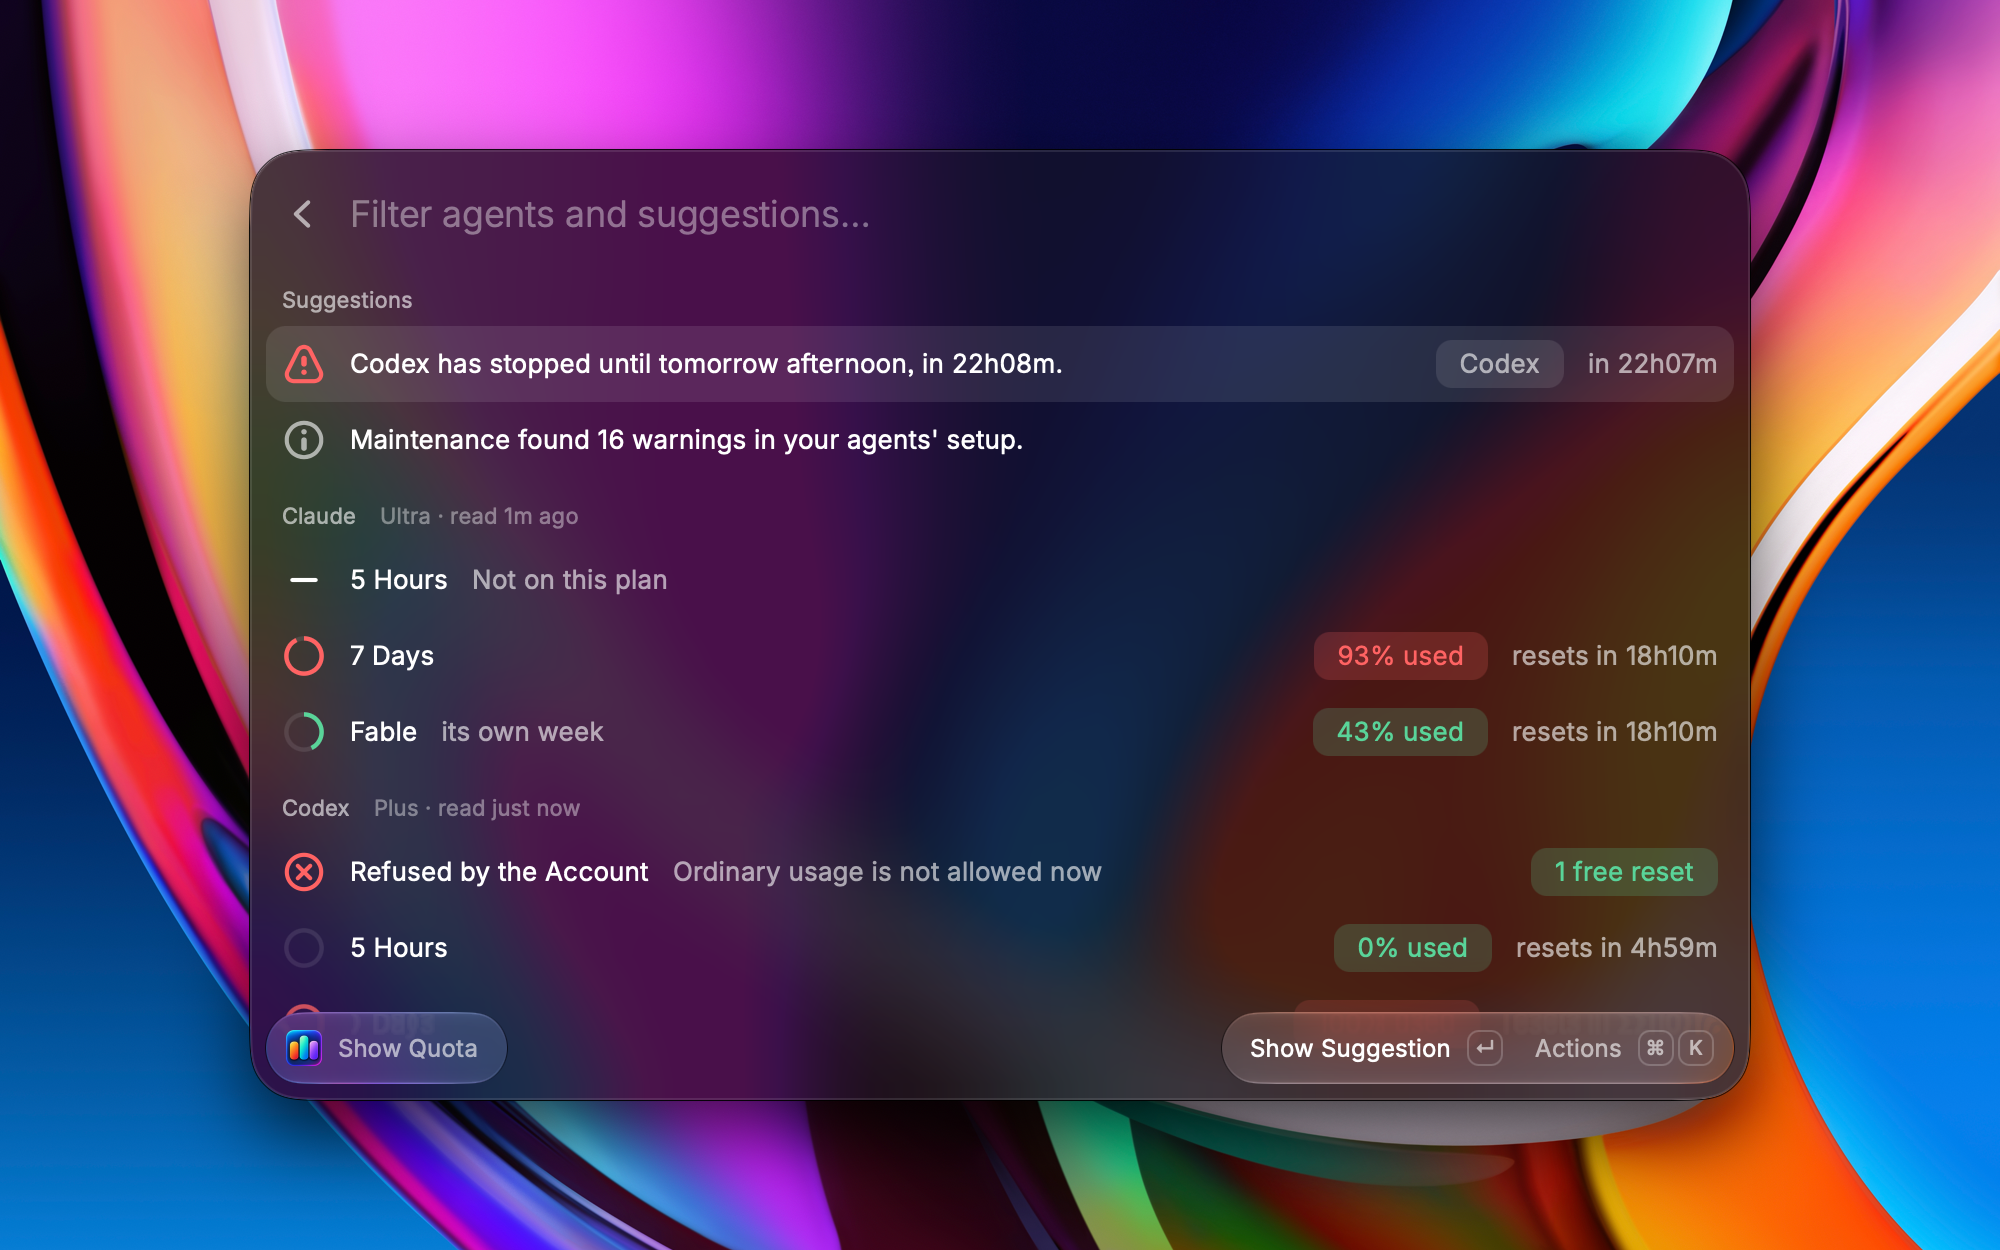 Filter agents and suggestions...
Suggestions
Codex has stopped until tomorrow afternoon, in 22h08m. Codex in 22h07m
Maintenance found 16 warnings in your agents' setup.
Claude Ultra · read 1m ago
5 Hours Not on this plan
7 Days 93% used resets in 18h10m
Fable its own week 43% used resets in 18h10m
Codex Plus · read just now
Refused by the Account Ordinary usage is not allowed now 1 free reset
5 Hours 0% used resets in 4h59m
Show Quota Show Suggestion ↵ Actions ⌘ K